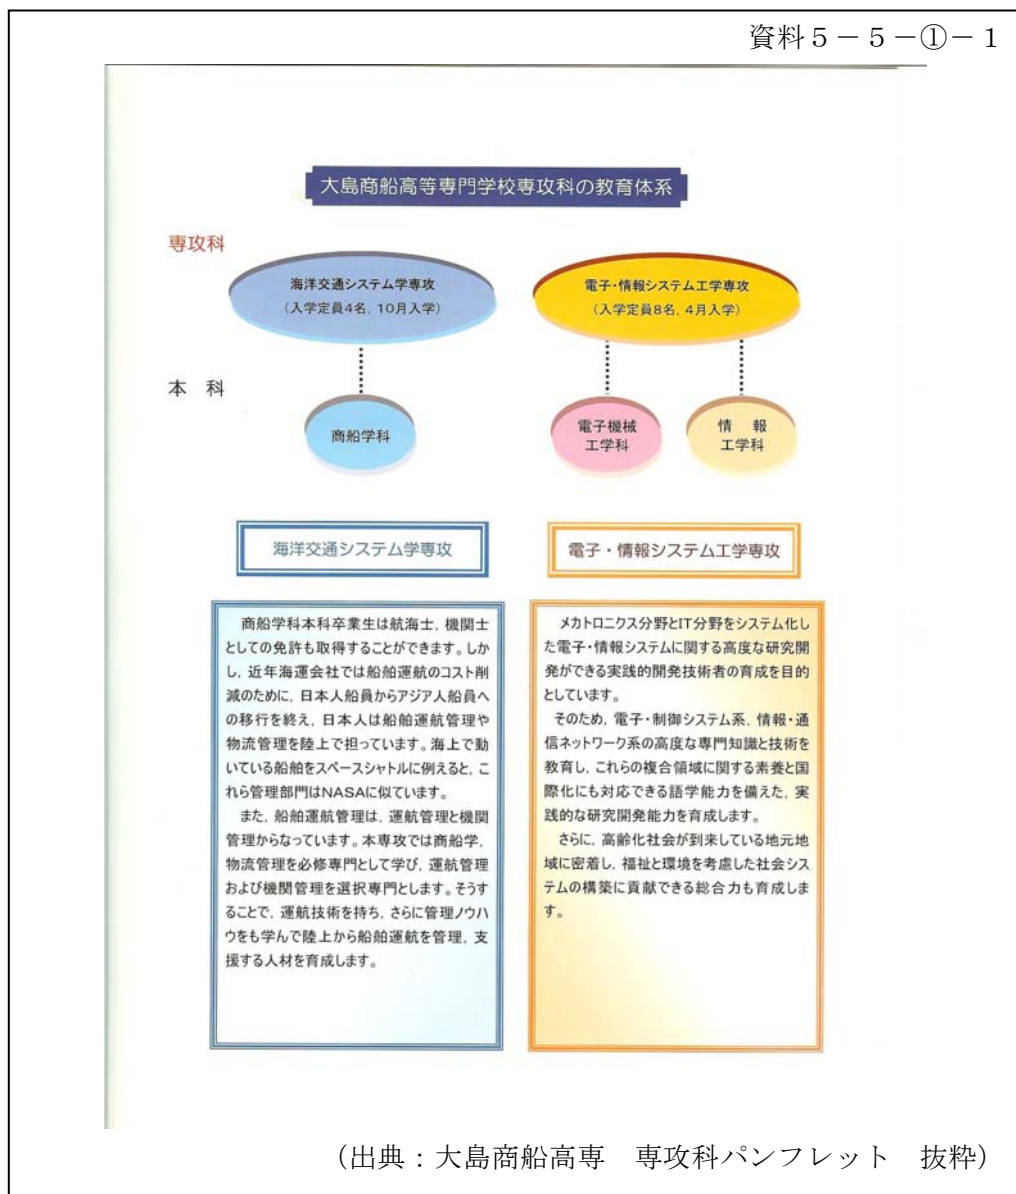 資料５－５－①－１
大島商船高等専門学校専攻科の教育体系
専攻科
海洋交通システム学専攻
（入学定員4名, 10月入学）
電子・情報システム工学専攻
（入学定員8名, 4月入学）
本　科
商船学科
電子機械
工学科
情　報
工学科
海洋交通システム学専攻
　商船学科本科卒業生は航海士, 機関士
としての免許も取得することができます。しか
し, 近年海運会社では船舶運航のコスト削
減のために, 日本人船員からアジア人船員へ
の移行を終え, 日本人は船舶運航管理や
物流管理を陸上で担っています。海上で動
いている船舶をスペースシャトルに例えると, こ
れら管理部門はNASAに似ています。
　また, 船舶運航管理は, 運航管理と機関
管理からなっています。本専攻では商船学,
物流管理を必修専門として学び, 運航管理
および機関管理を選択専門とします。そうす
ることで, 運航技術を持ち, さらに管理ノウハ
ウをも学んで陸上から船舶運航を管理, 支
援する人材を育成します。
電子・情報システム工学専攻
　メカトロニクス分野とIT分野をシステム化し
た電子・情報システムに関する高度な研究開
発ができる実践的開発技術者の育成を目的
としています。
　そのため, 電子・制御システム系, 情報・通
信ネットワーク系の高度な専門知識と技術を
教育し, これらの複合領域に関する素養と国
際化にも対応できる語学能力を備えた, 実
践的な研究開発能力を育成します。
　さらに, 高齢化社会が到来している地元地
域に密着し, 福祉と環境を考慮した社会シス
テムの構築に貢献できる総合力も育成しま
す。
（出典：大島商船高専　専攻科パンフレット　抜粋）